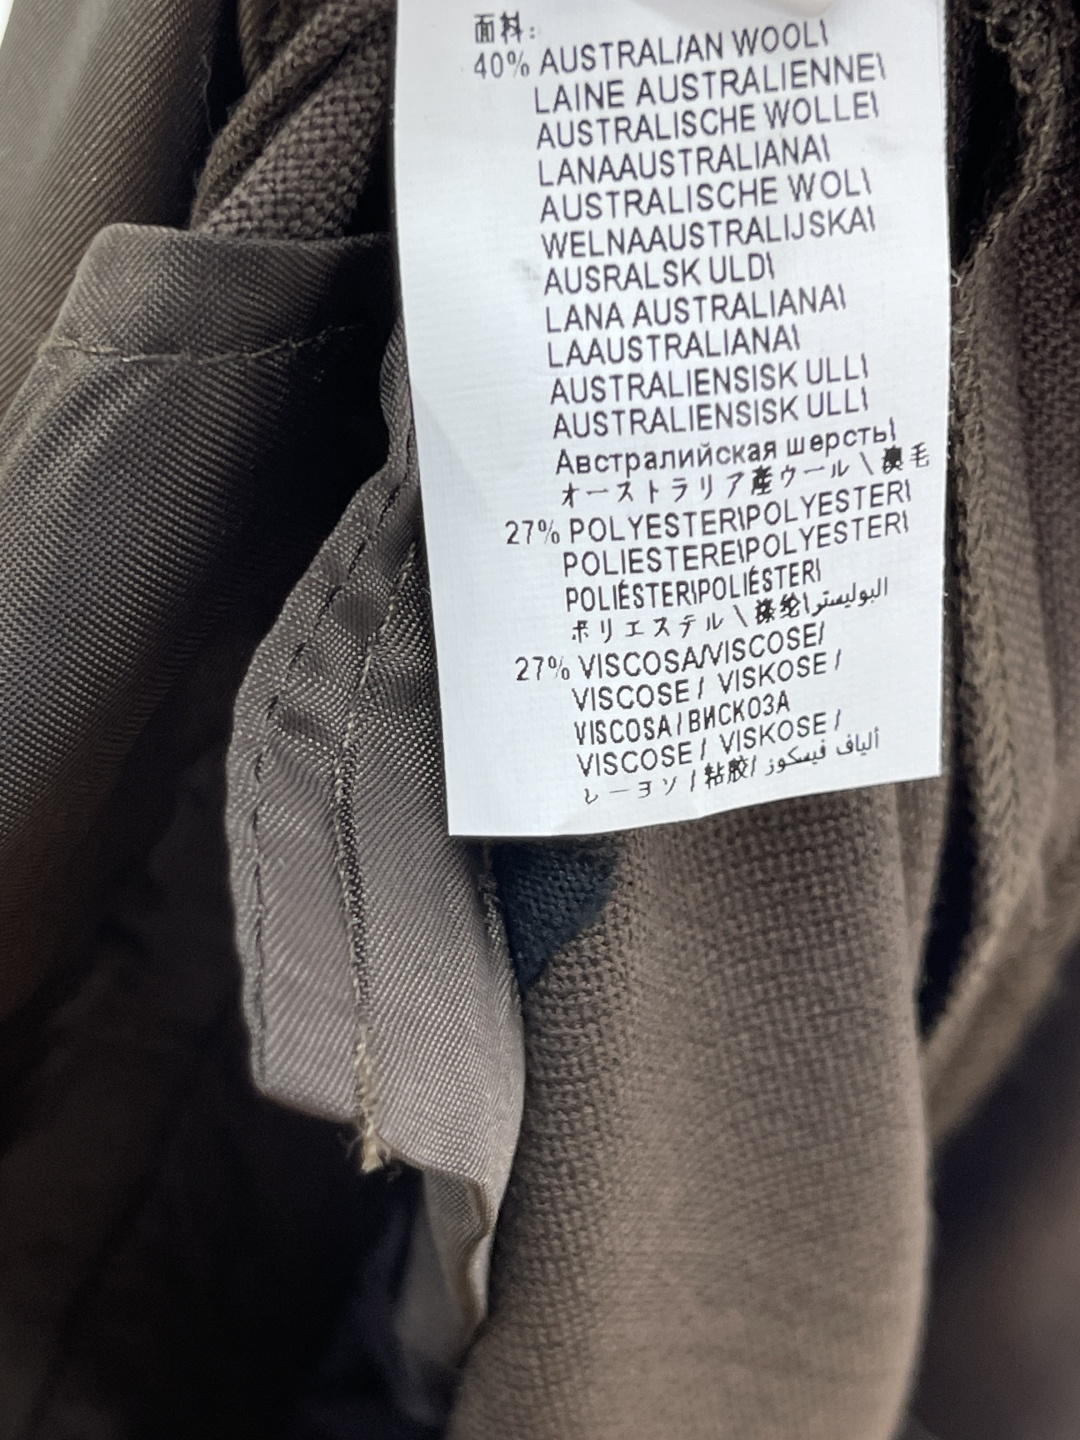 面料:
40% AUSTRALIAN WOOL\
LAINE AUSTRALIENNE\
AUSTRALISCHE WOLLE\
LANAAUSTRALIANA\
AUSTRALISCHE WOL\
WELNAAUSTRALIJSKA\
AUSRALSK ULD\
LANA AUSTRALIANA\
LAAUSTRALIANA\
AUSTRALIENSISK ULL\
AUSTRALIENSISK ULL\
Австралийская шерсть\
オーストラリア産ウール\澳毛
27% POLYESTER\POLYESTER\
POLIESTERE\POLYESTER\
POLIÉSTER\POLIÉSTER\
ポリエステル\涤纶\البوليستر
27% VISCOSA/VISCOSE/
VISCOSE / VISKOSE /
VISCOSA / ВИСКОЗА
VISCOSE / VISKOSE /
レーヨン / 粘胶 / ألياف فيسكوز